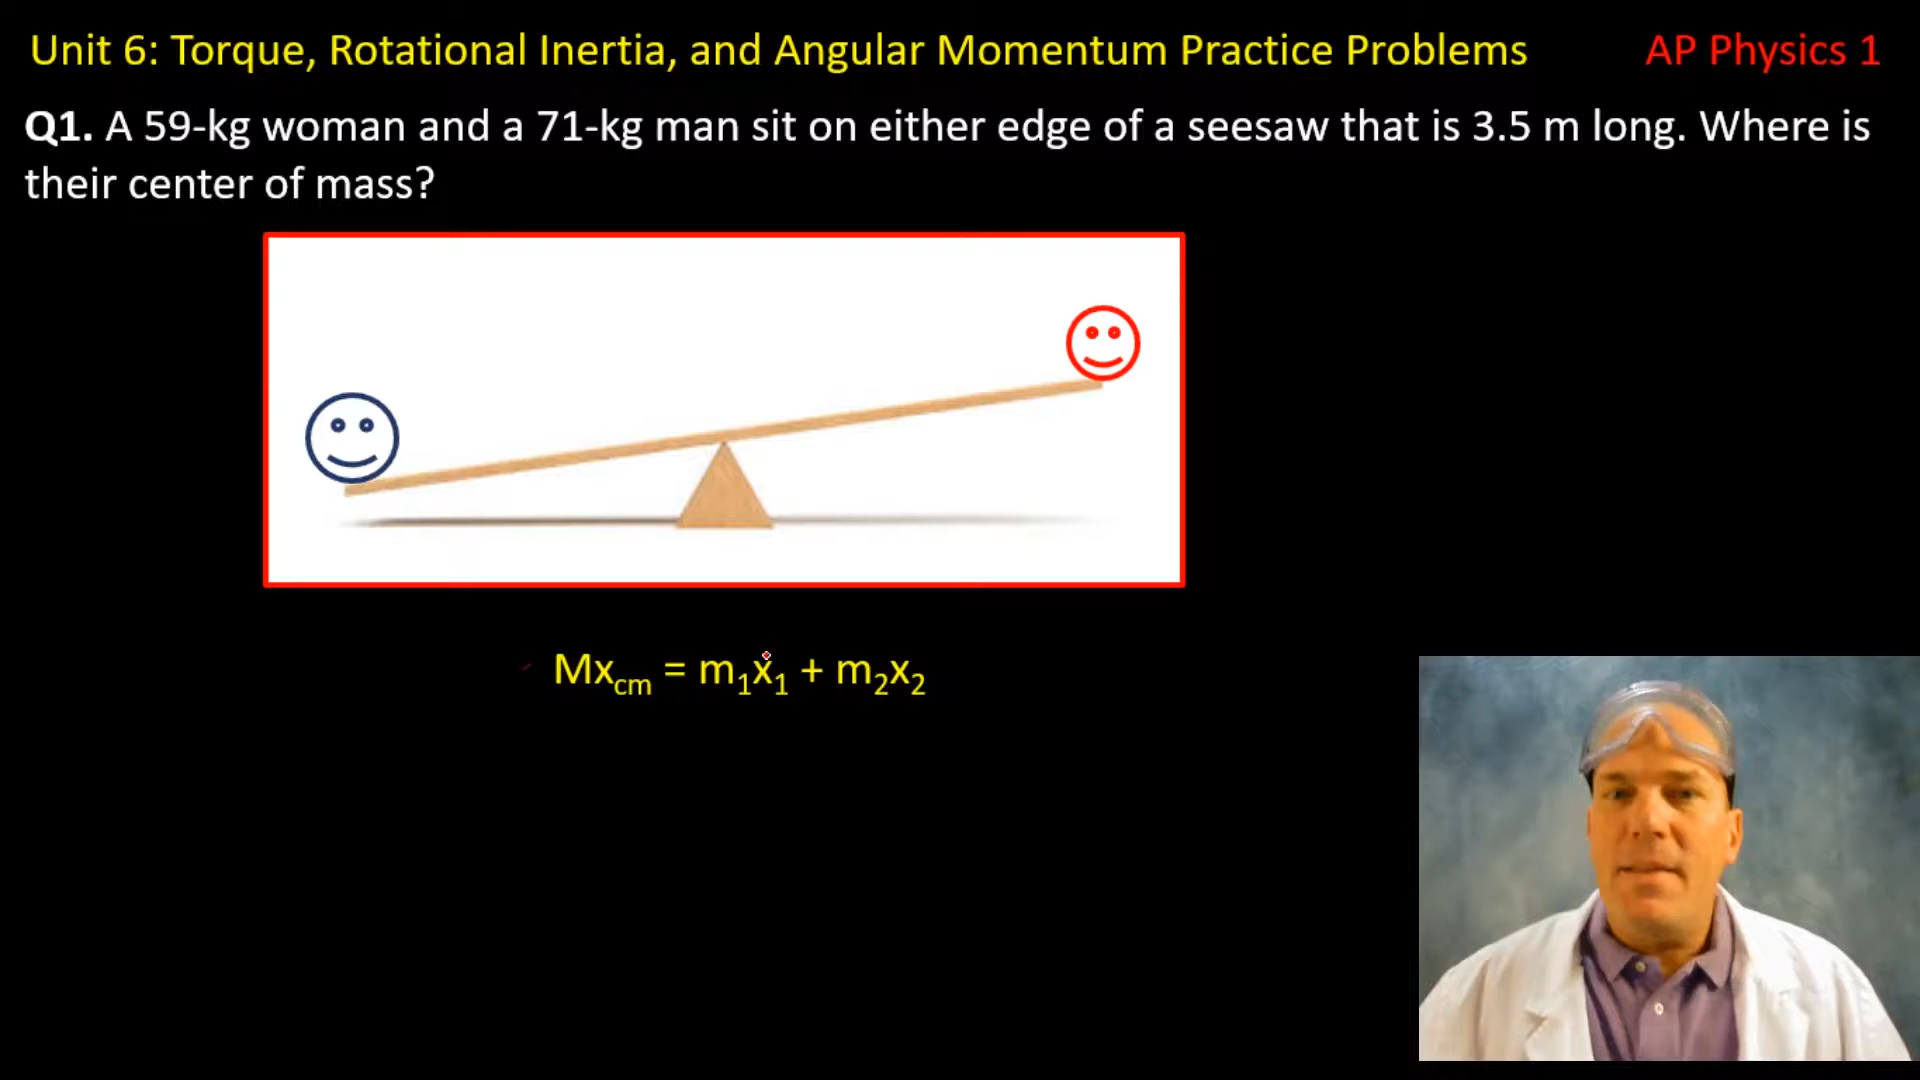 Unit 6: Torque, Rotational Inertia, and Angular Momentum Practice Problems AP Physics 1
Q1. A 59-kg woman and a 71-kg man sit on either edge of a seesaw that is 3.5 m long. Where is
their center of mass?
Mx_cm = m₁x₁ + m₂x₂